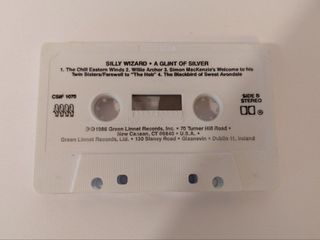 SILLY WIZARD • A GLINT OF SILVER
1. The Chill Eastern Winds 2. Willie Archer 3. Simon MacKenzie's Welcome to his
Twin Sisters/Farewell to "The Hob" 4. The Blackbird of Sweet Avondale
CSIF 1070
SIDE B
STEREO
℗© 1986 Green Linnet Records, Inc. • 70 Turner Hill Road •
New Canaan, CT 06840 • U.S.A. •
Green Linnet Records, Ltd. • 130 Slaney Road • Glasnevin • Dublin 11, Ireland